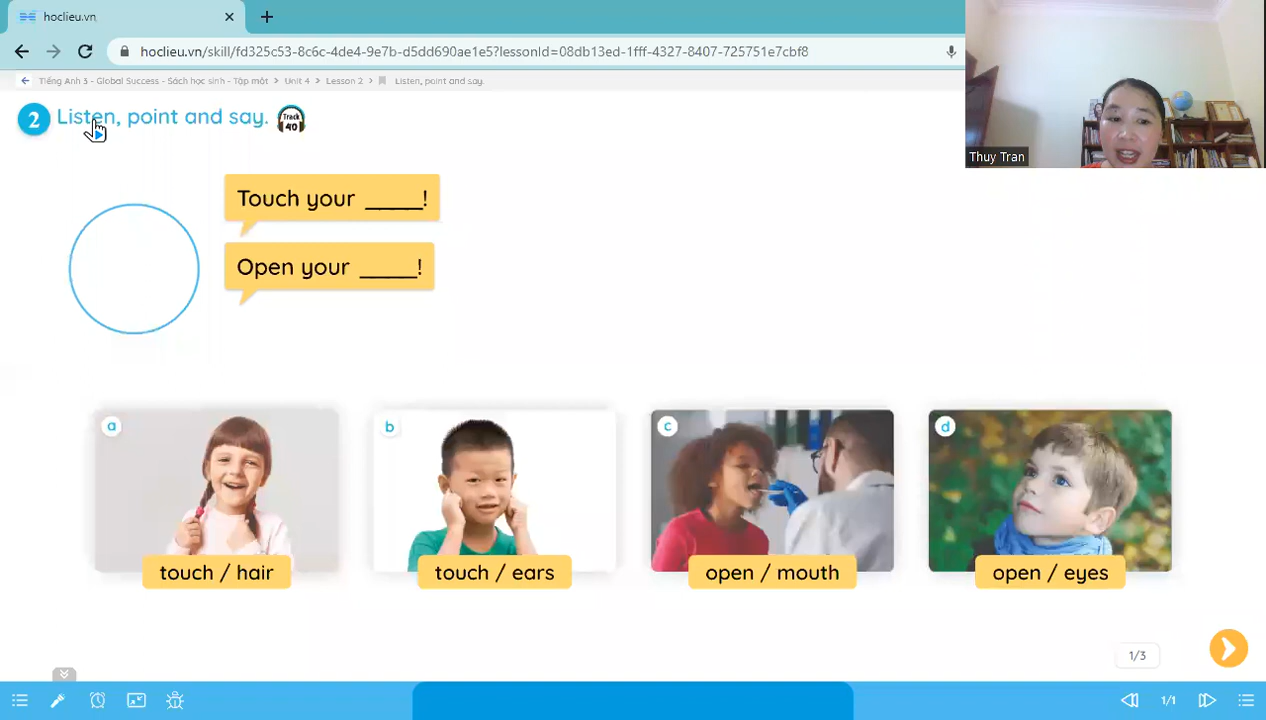 hoclieu.vn
hoclieu.vn/skill/fd325c53-8c6c-4de4-9e7b-d5dd690ae1e5?lessonId=08db13ed-1fff-4327-8407-725751e7cbf8
Tiếng Anh 3 - Global Success - Sách học sinh - Tập một > Unit 4 > Lesson 2 > Listen, point and say.
2 Listen, point and say. Track 40
Thuy Tran
Touch your ____!
Open your ____!
a
b
c
d
touch / hair
touch / ears
open / mouth
open / eyes
1/3
1/1